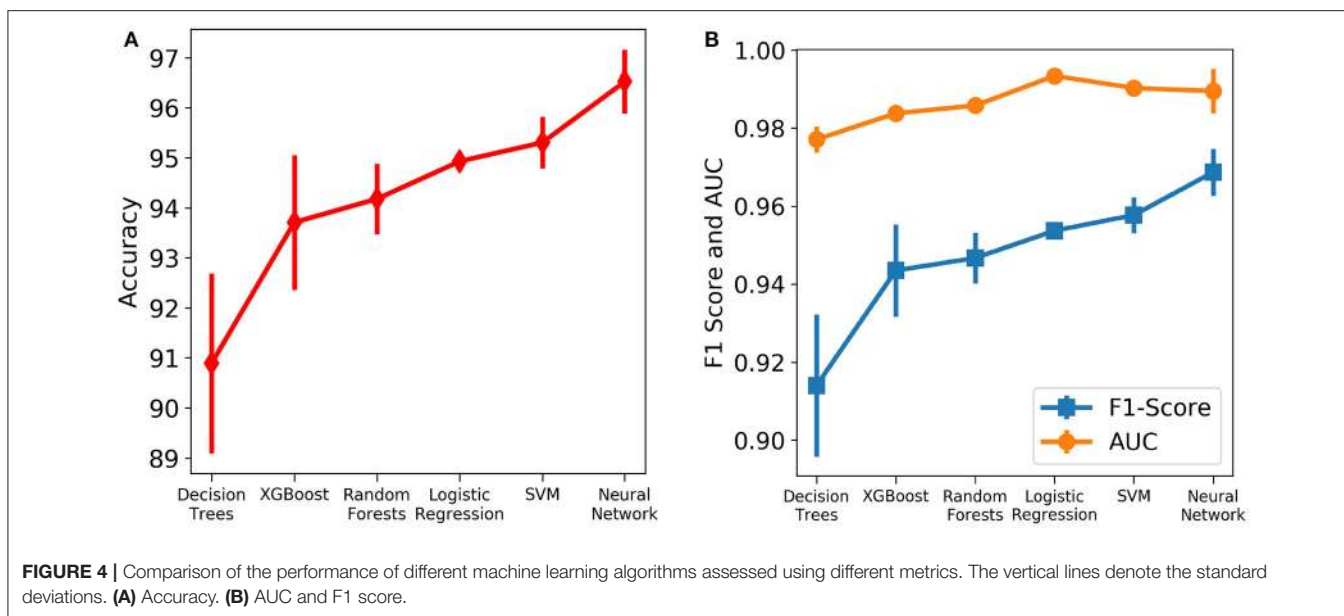 A
Accuracy
97
96
95
94
93
92
91
90
89
Decision Trees
XGBoost
Random Forests
Logistic Regression
SVM
Neural Network
B
F1 Score and AUC
1.00
0.98
0.96
0.94
0.92
0.90
F1-Score
AUC
Decision Trees
XGBoost
Random Forests
Logistic Regression
SVM
Neural Network
FIGURE 4 | Comparison of the performance of different machine learning algorithms assessed using different metrics. The vertical lines denote the standard
deviations. (A) Accuracy. (B) AUC and F1 score.